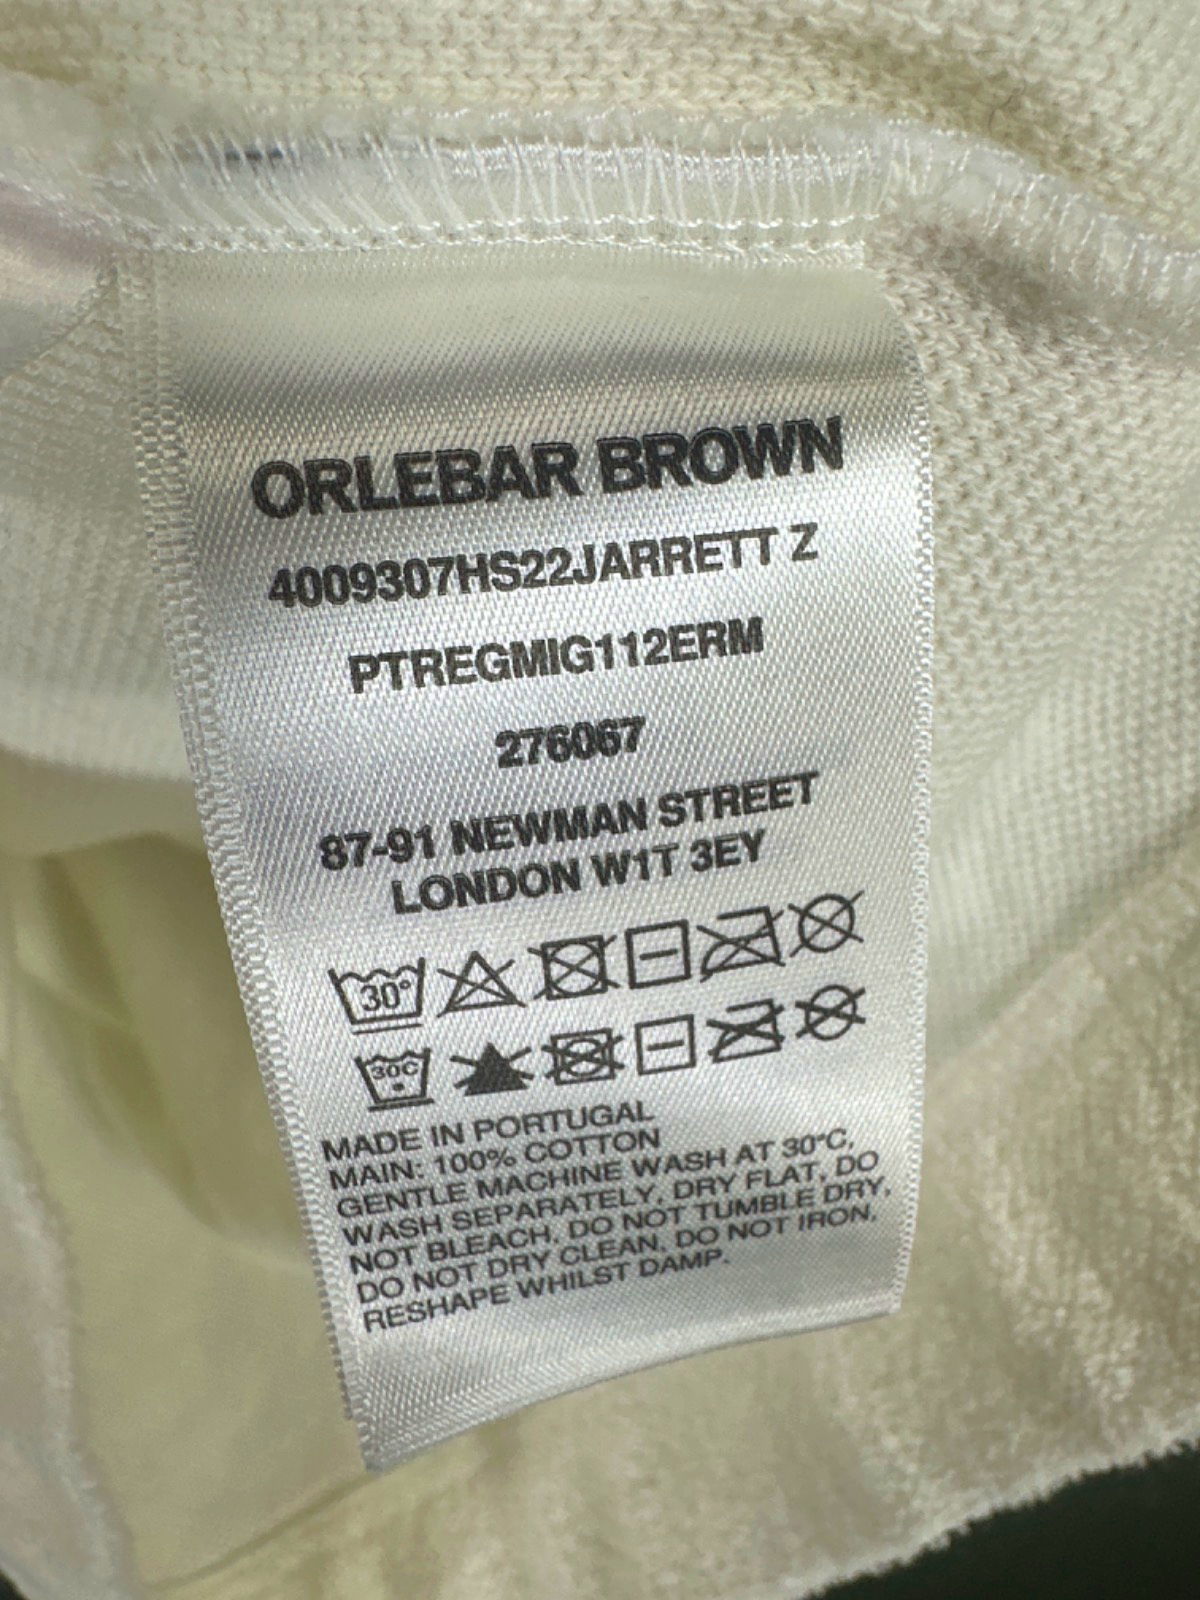 ORLEBAR BROWN
4009307HS22JARRETT Z
PTREGMIG112ERM
276067
87-91 NEWMAN STREET
LONDON W1T 3EY
30°
30C
MADE IN PORTUGAL
MAIN: 100% COTTON
GENTLE MACHINE WASH AT 30°C,
WASH SEPARATELY, DRY FLAT, DO
NOT BLEACH, DO NOT TUMBLE DRY,
DO NOT DRY CLEAN, DO NOT IRON,
RESHAPE WHILST DAMP.